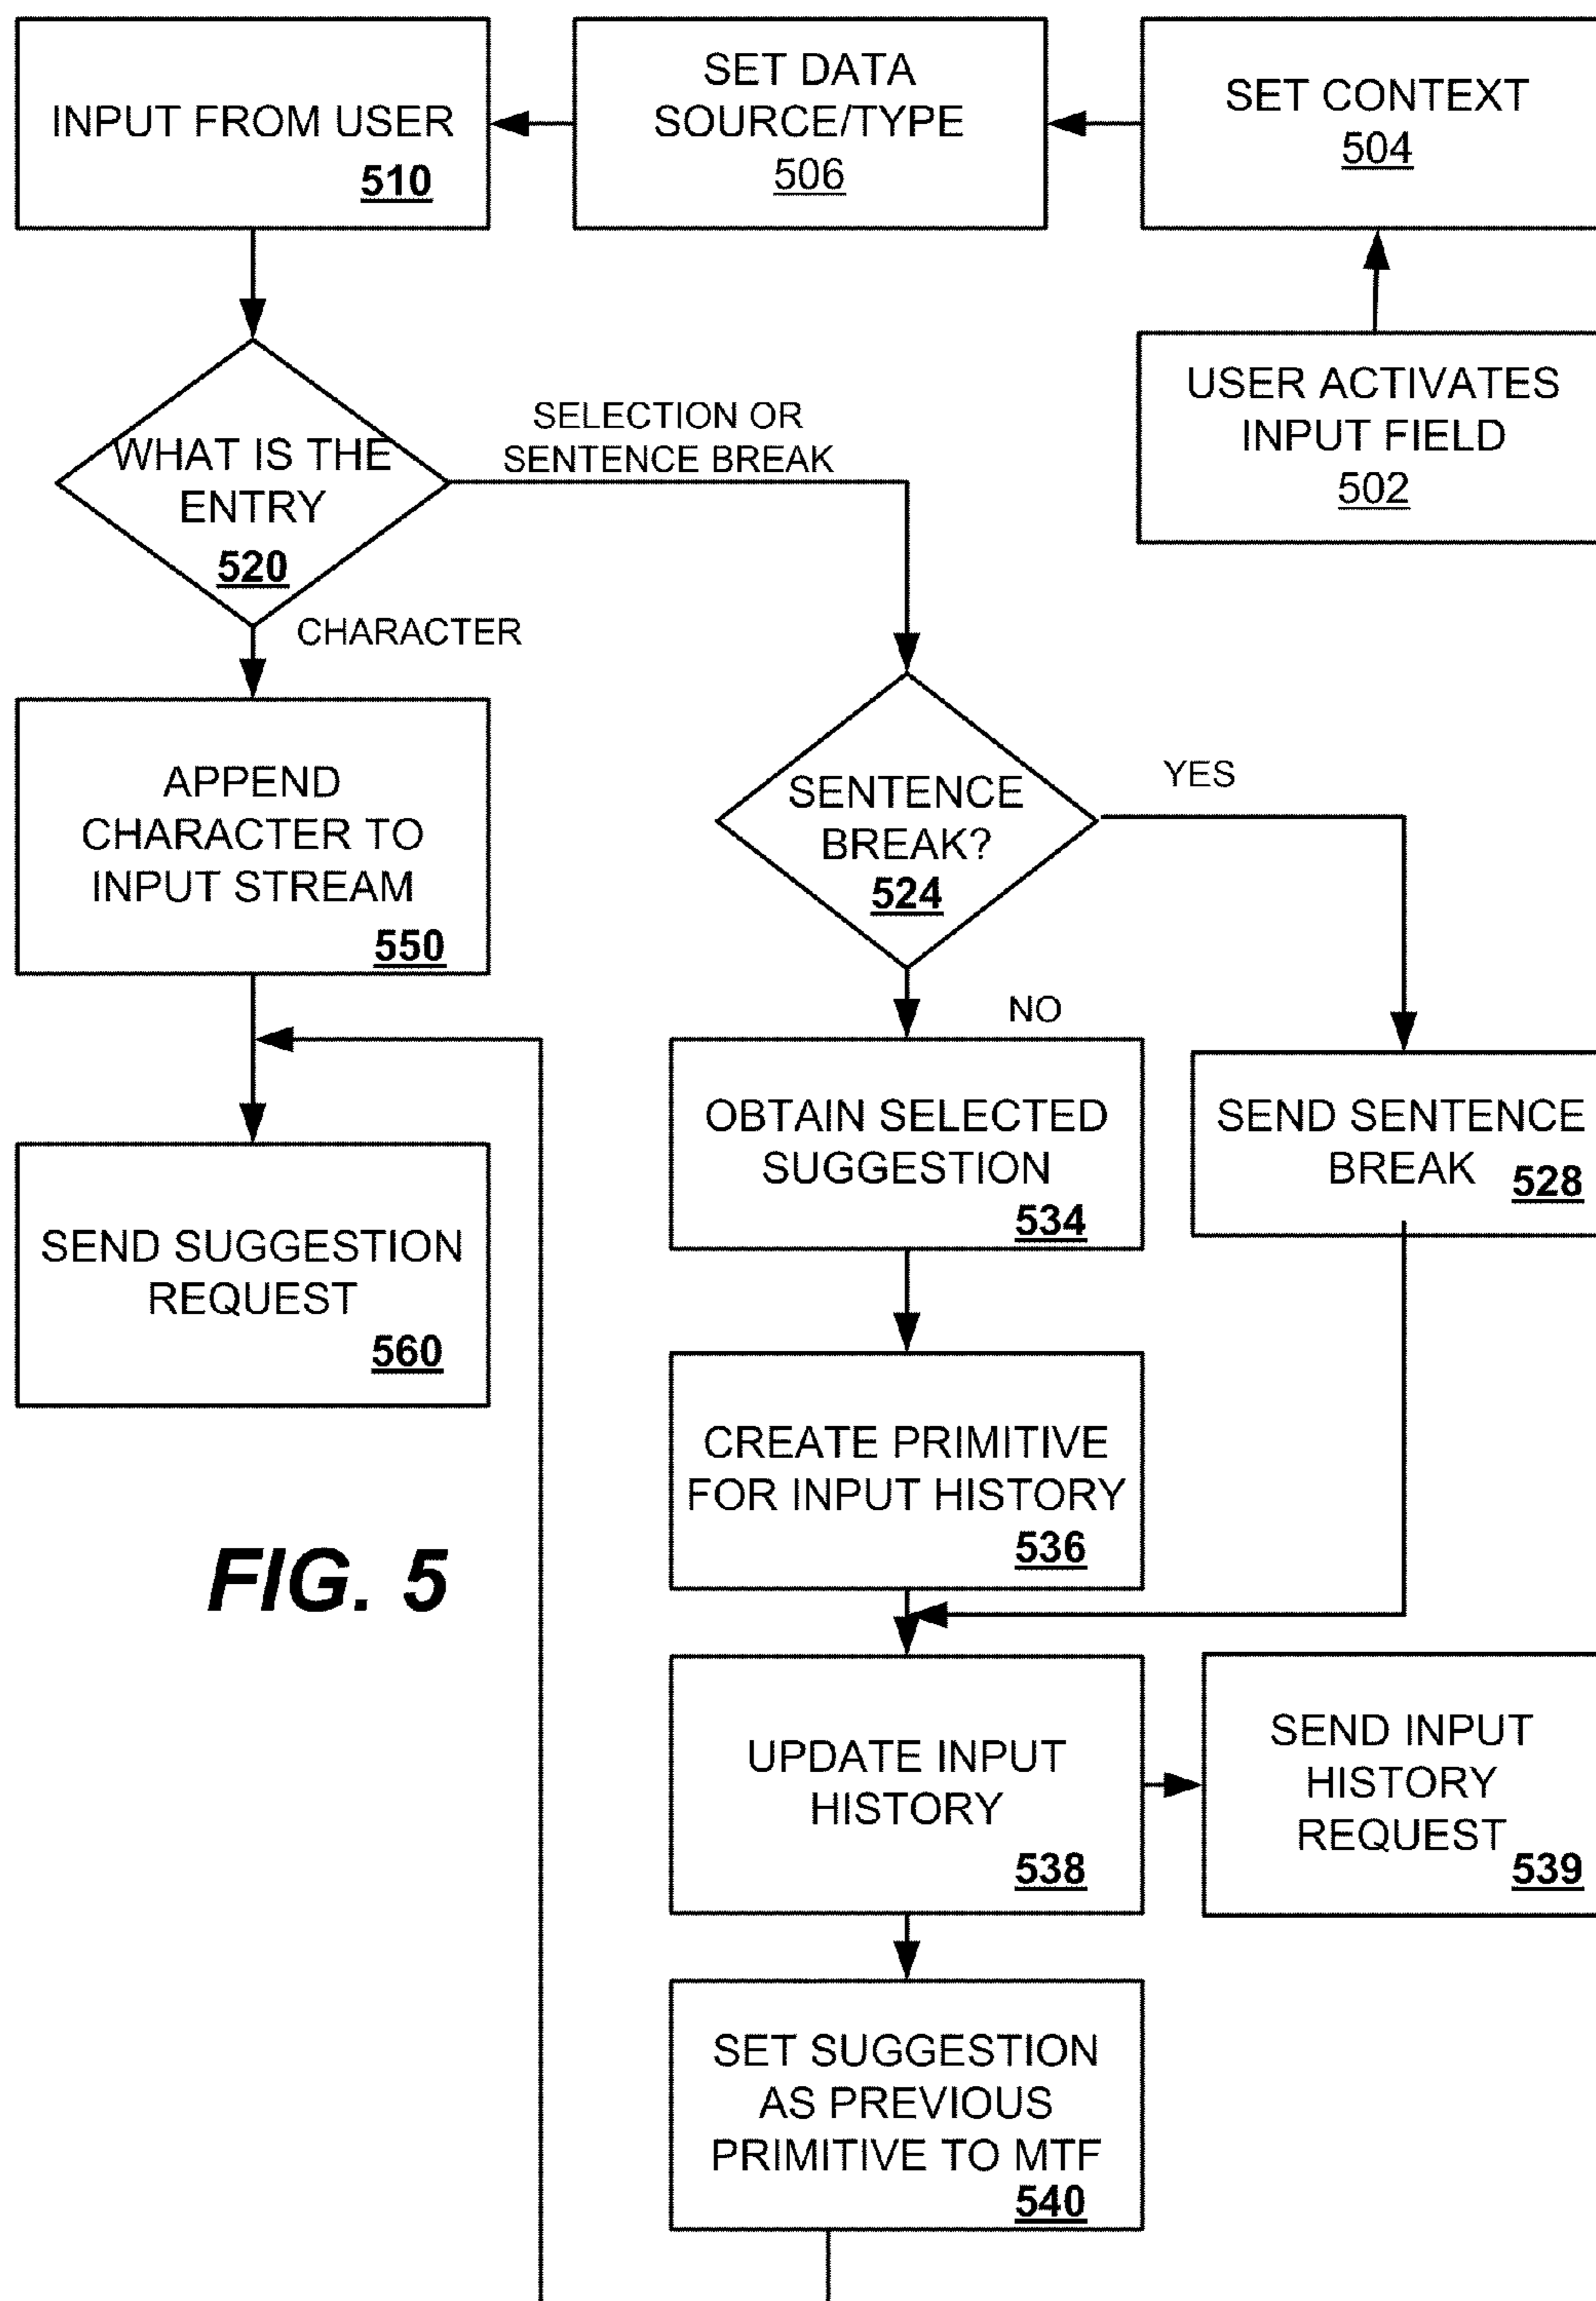 INPUT FROM USER
510
SET DATA
SOURCE/TYPE
506
SET CONTEXT
504
USER ACTIVATES
INPUT FIELD
502
WHAT IS THE
ENTRY
520
SELECTION OR
SENTENCE BREAK
CHARACTER
APPEND
CHARACTER TO
INPUT STREAM
550
SENTENCE
BREAK?
524
YES
NO
SEND SUGGESTION
REQUEST
560
OBTAIN SELECTED
SUGGESTION
534
SEND SENTENCE
BREAK 528
CREATE PRIMITIVE
FOR INPUT HISTORY
536
FIG. 5
UPDATE INPUT
HISTORY
538
SEND INPUT
HISTORY
REQUEST
539
SET SUGGESTION
AS PREVIOUS
PRIMITIVE TO MTF
540